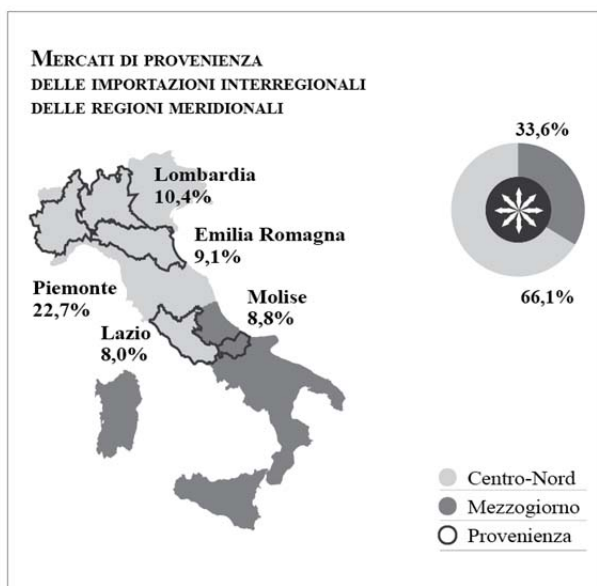 MERCATI DI PROVENIENZA
DELLE IMPORTAZIONI INTERREGIONALI
DELLE REGIONI MERIDIONALI
33,6%
Lombardia
10,4%
Emilia Romagna
9,1%
Piemonte
22,7%
Molise
8,8%
66,1%
Lazio
8,0%
Centro-Nord
Mezzogiorno
Provenienza